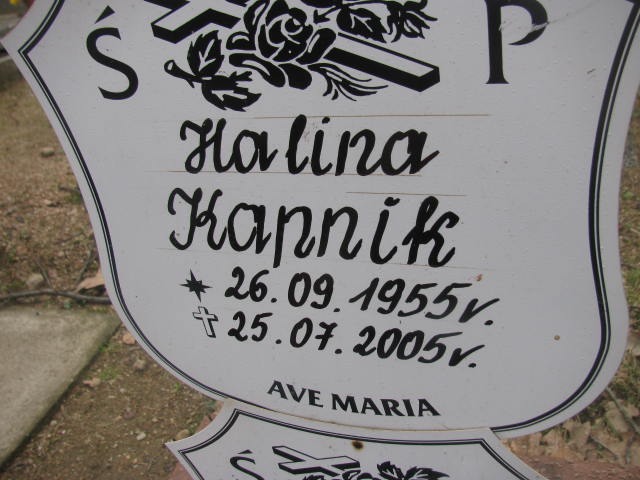 Ś P
Halina
Kapnik
26.09.1955r.
25.07.2005r.
AVE MARIA
Ś